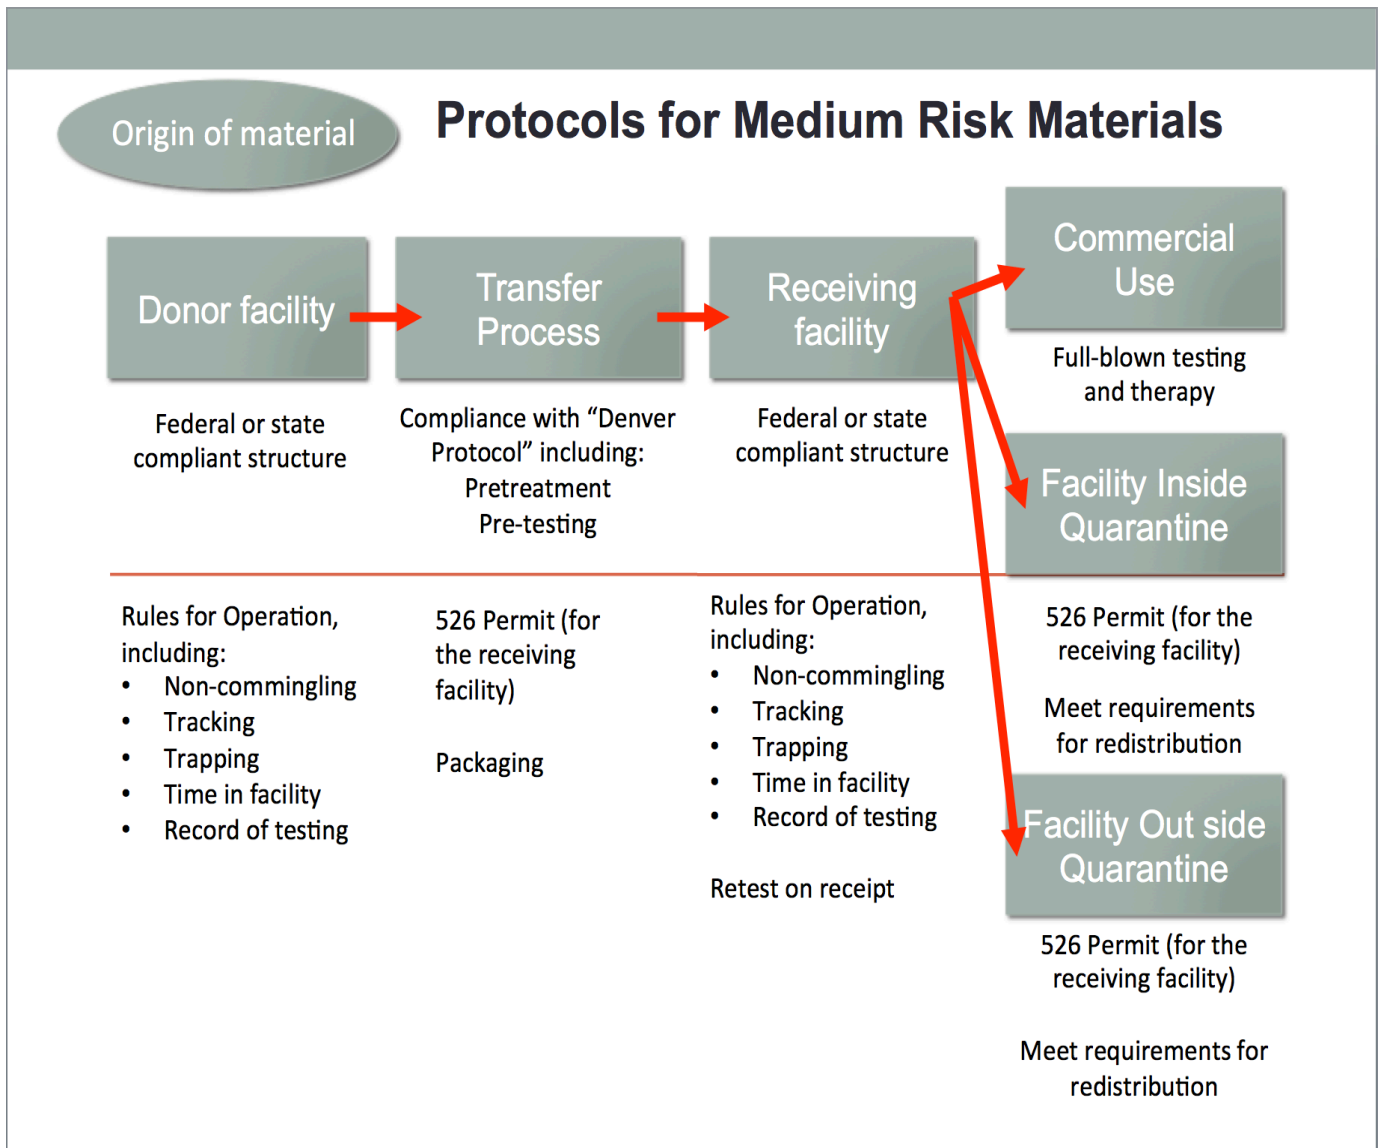 Origin of material
Protocols for Medium Risk Materials
Donor facility
Federal or state
compliant structure
Rules for Operation,
including:
• Non-commingling
• Tracking
• Trapping
• Time in facility
• Record of testing
Transfer
Process
Compliance with “Denver
Protocol” including:
Pretreatment
Pre-testing
526 Permit (for
the receiving
facility)
Packaging
Receiving
facility
Federal or state
compliant structure
Rules for Operation,
including:
• Non-commingling
• Tracking
• Trapping
• Time in facility
• Record of testing
Retest on receipt
Commercial
Use
Full-blown testing
and therapy
Facility Inside
Quarantine
526 Permit (for the
receiving facility)
Meet requirements
for redistribution
Facility Out side
Quarantine
526 Permit (for the
receiving facility)
Meet requirements for
redistribution